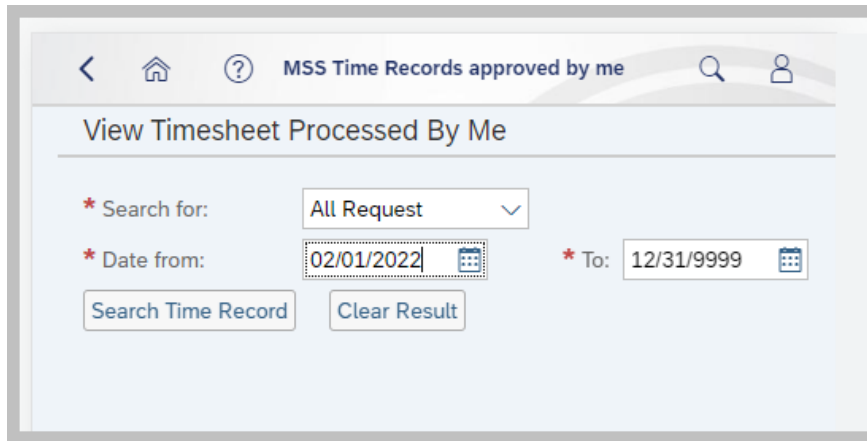 MSS Time Records approved by me
View Timesheet Processed By Me
* Search for: All Request
* Date from: 02/01/2022 * To: 12/31/9999
Search Time Record Clear Result